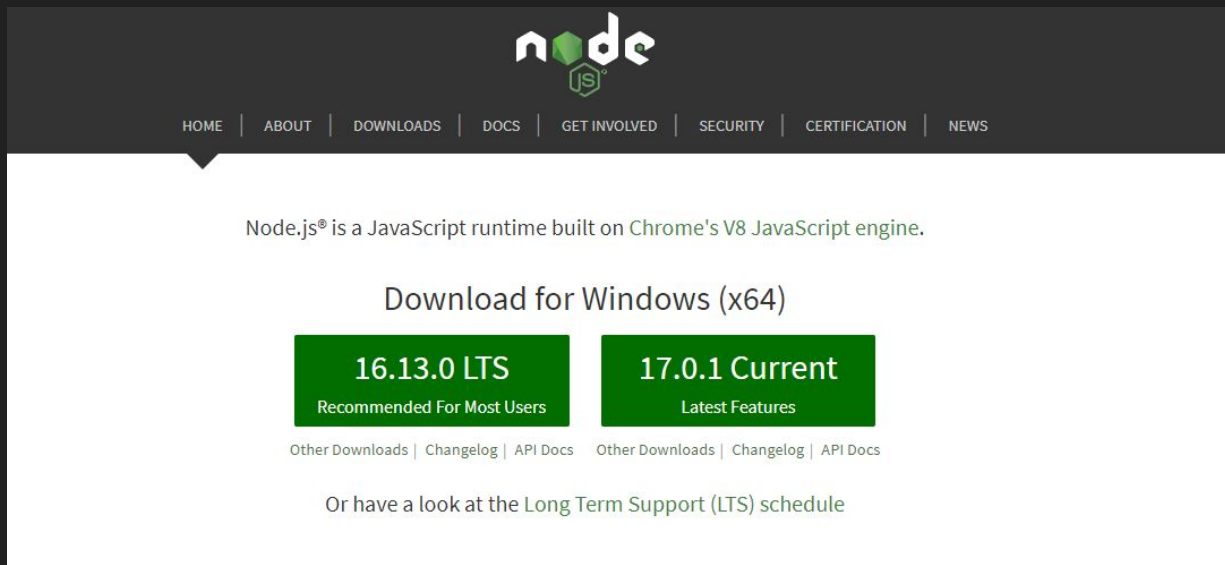 node
JS
HOME | ABOUT | DOWNLOADS | DOCS | GET INVOLVED | SECURITY | CERTIFICATION | NEWS
Node.js® is a JavaScript runtime built on Chrome's V8 JavaScript engine.
Download for Windows (x64)
16.13.0 LTS 17.0.1 Current
Recommended For Most Users Latest Features
Other Downloads | Changelog | API Docs Other Downloads | Changelog | API Docs
Or have a look at the Long Term Support (LTS) schedule